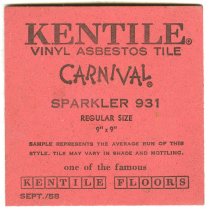 KENTILE®
VINYL ASBESTOS TILE
CARNIVAL®
SPARKLER 931
REGULAR SIZE
9" x 9"
SAMPLE REPRESENTS THE AVERAGE RUN OF THIS
STYLE. TILE MAY VARY IN SHADE AND MOTTLING.
one of the famous
KENTILE FLOORS
SEPT./58